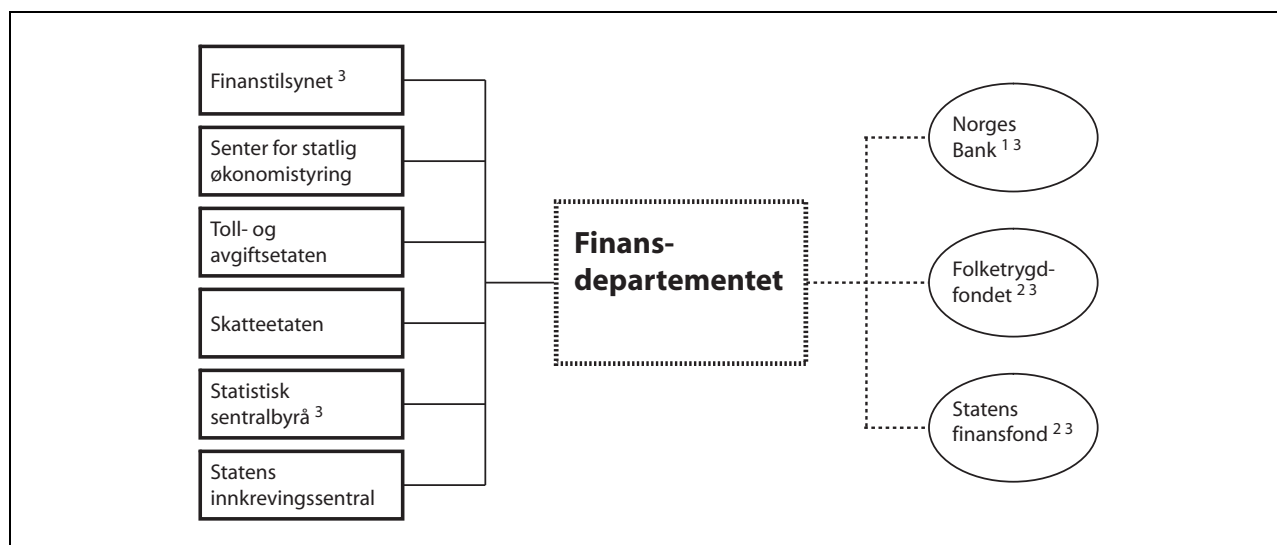 Finanstilsynet 3
Senter for statlig
økonomistyring
Toll- og
avgiftsetaten
Skatteetaten
Statistisk
sentralbyrå 3
Statens
innkrevingssentral
Finans-
departementet
Norges
Bank 1 3
Folketrygd-
fondet 2 3
Statens
finansfond 2 3